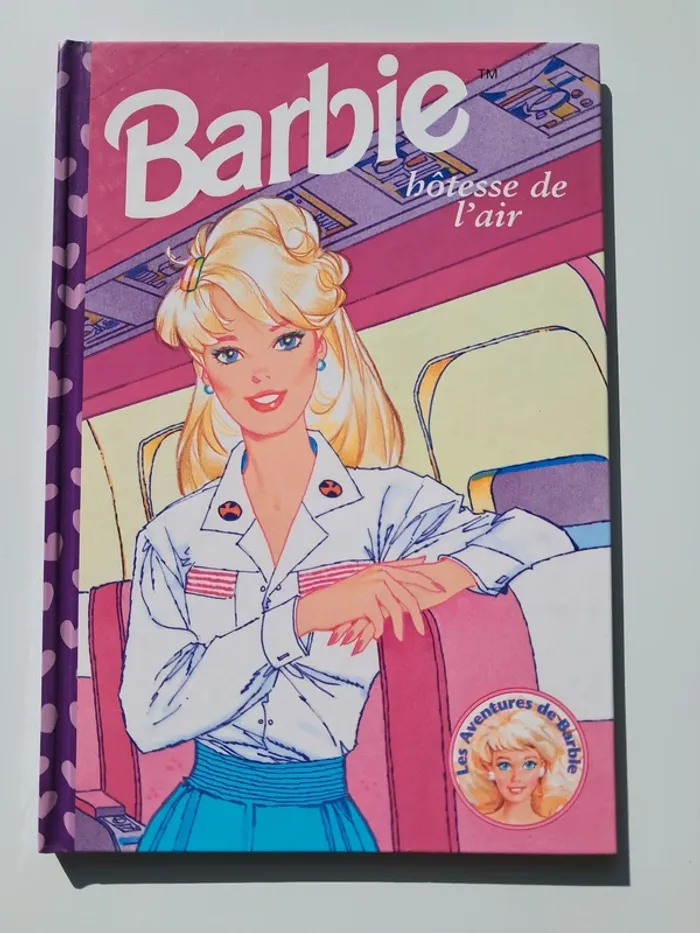 Barbie™
hôtesse de
l'air
Les Aventures de Barbie